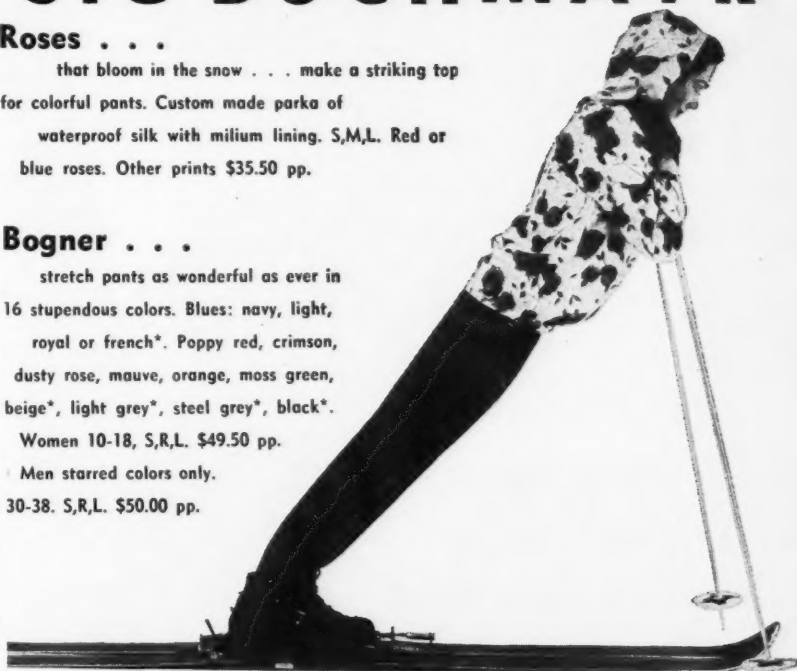 Roses . . .
that bloom in the snow . . . make a striking top
for colorful pants. Custom made parka of
waterproof silk with milium lining. S,M,L. Red or
blue roses. Other prints $35.50 pp.
Bogner . . .
stretch pants as wonderful as ever in
16 stupendous colors. Blues: navy, light,
royal or french*. Poppy red, crimson,
dusty rose, mauve, orange, moss green,
beige*, light grey*, steel grey*, black*.
Women 10-18, S,R,L. $49.50 pp.
Men starred colors only.
30-38. S,R,L. $50.00 pp.